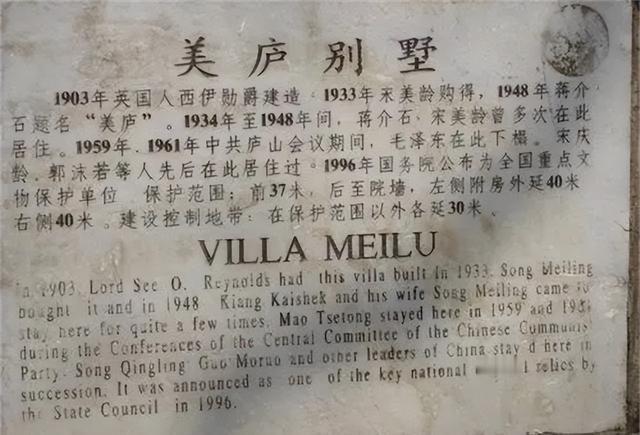 美庐别墅
1903年英国人西伊勋爵建造。1933年宋美龄购得，1948年蒋介
石题名“美庐”。1934年至1948年间，蒋介石、宋美龄曾多次在此
居住。1959年、1961年中共庐山会议期间，毛泽东在此下榻。宋庆
龄、郭沫若等人先后在此居住过。1996年国务院公布为全国重点文
物保护单位 保护范围：前37米，后至院墙，左侧附房外延40米
右侧40米。建设控制地带：在保护范围以外各延30米。
VILLA MEILU
In 1903, Lord See O. Reynolds had this villa built In 1933. Song Meiling
bought it and in 1948 Kiang Kaishek and his wife Song Meiling came to
stay here for quite a few times. Mao Tsetong stayed here in 1959 and
during the Conferences of the Central Committee of the Chinese Communist
Party. Song Qingling Guo Moruo and other leaders of China stay d here in
succession. It was announced as one of the key national relics by
the State Council in 1996.